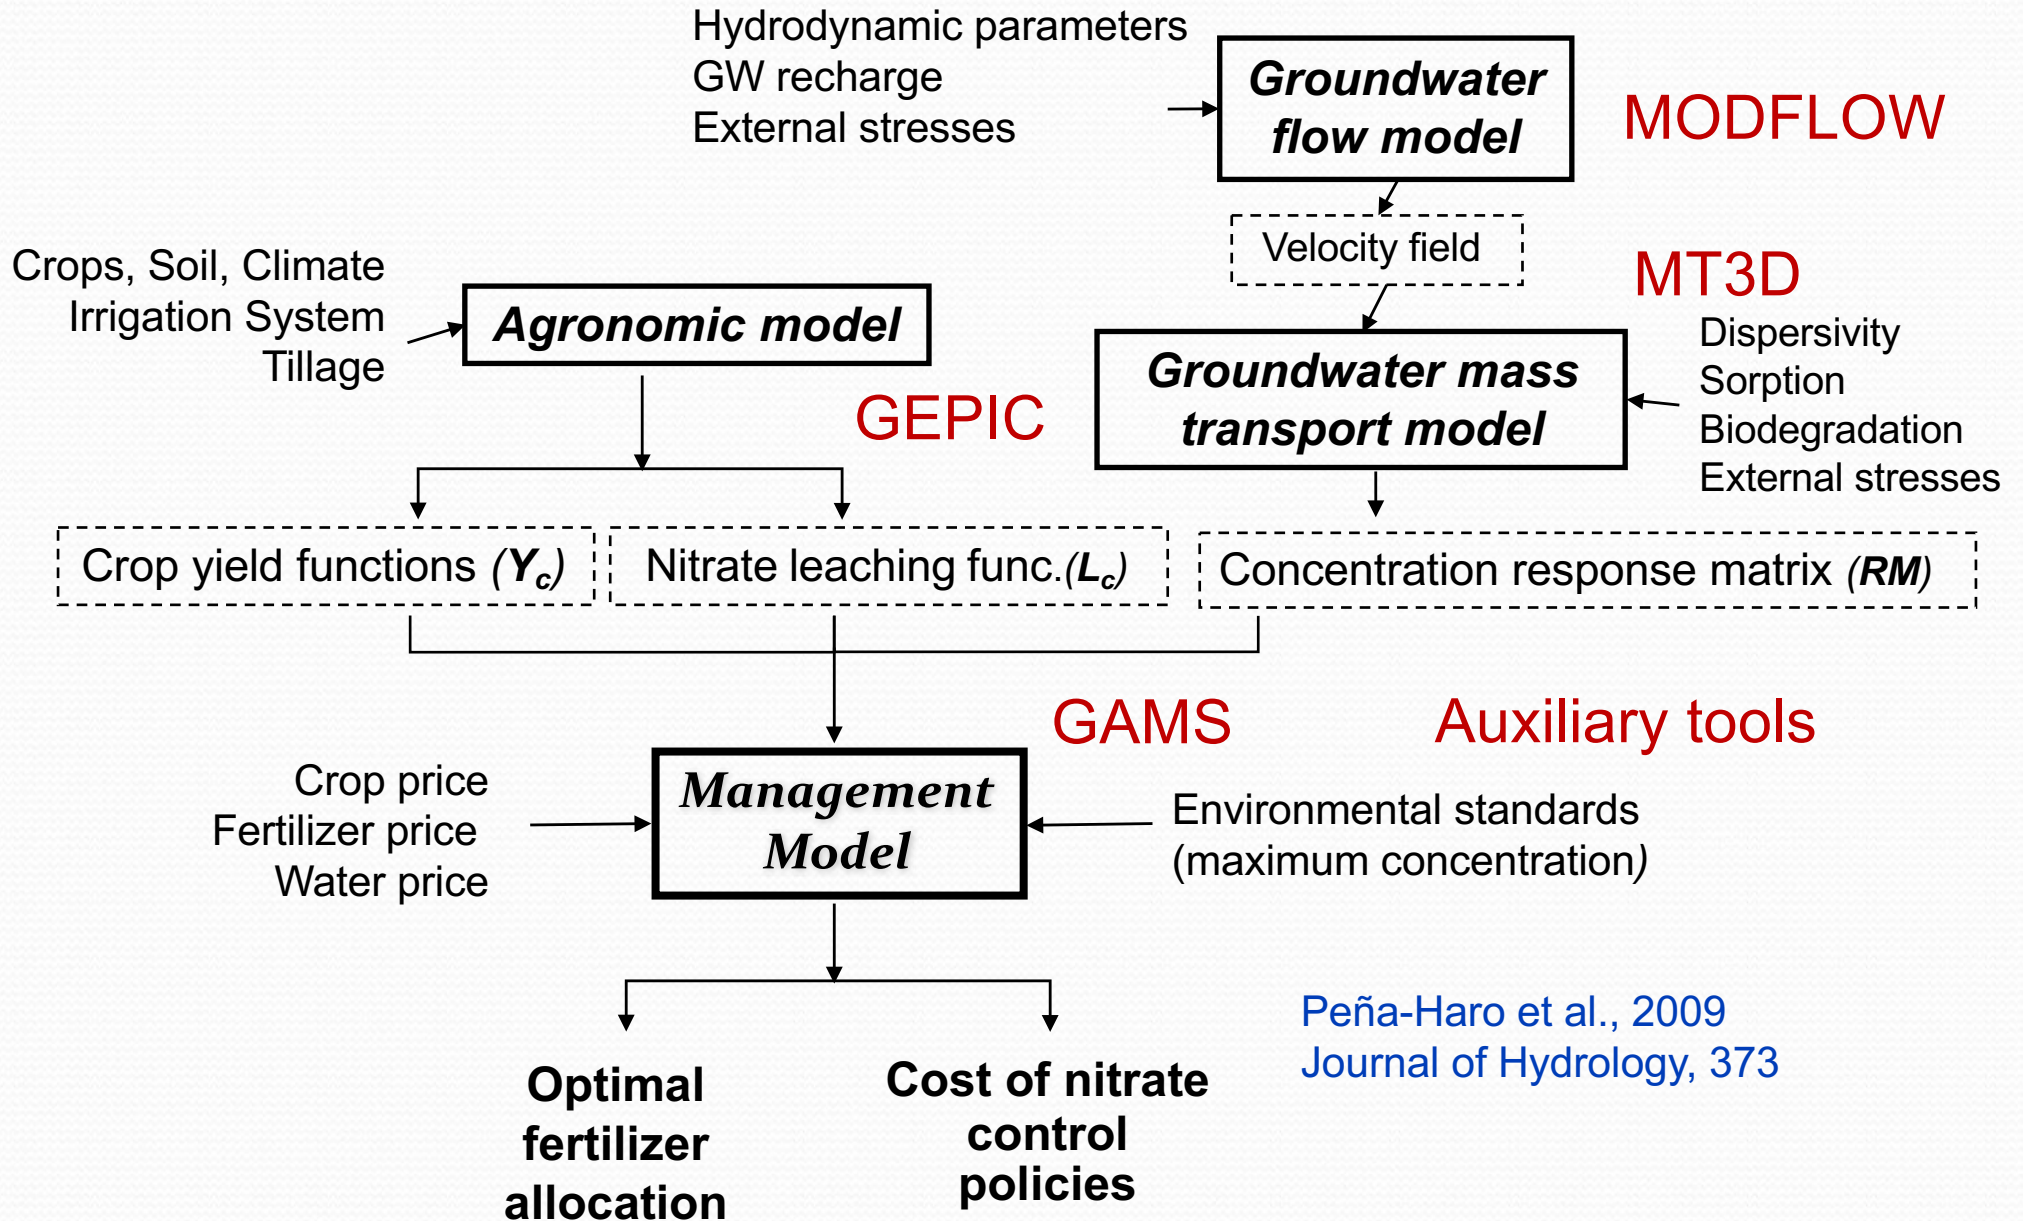 Hydrodynamic parameters
GW recharge
External stresses
Groundwater
flow model
MODFLOW
Velocity field
Crops, Soil, Climate
Irrigation System
Tillage
Agronomic model
GEPIC
MT3D
Dispersivity
Sorption
Biodegradation
External stresses
Groundwater mass
transport model
Crop yield functions (Yc)
Nitrate leaching func.(Lc)
Concentration response matrix (RM)
GAMS
Auxiliary tools
Crop price
Fertilizer price
Water price
Management
Model
Environmental standards
(maximum concentration)
Optimal
fertilizer
allocation
Cost of nitrate
control
policies
Peña-Haro et al., 2009
Journal of Hydrology, 373